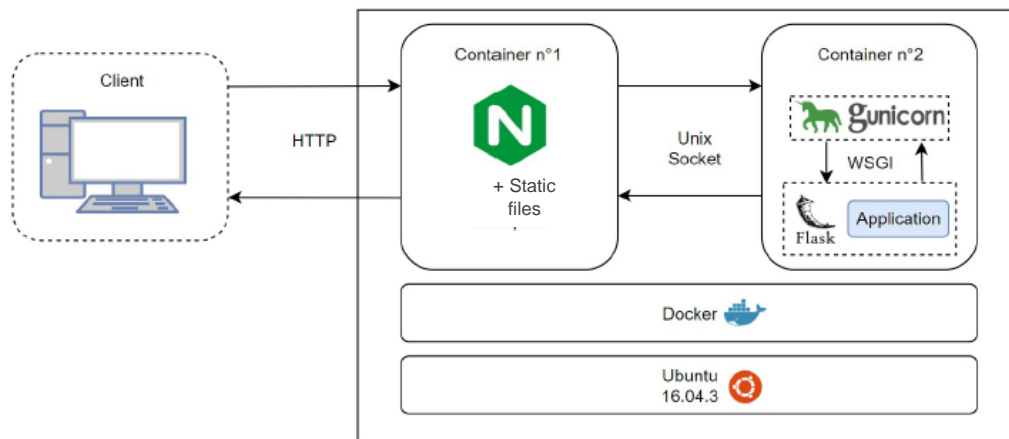 Client
HTTP
Container n°1
N
+ Static
files
Unix
Socket
Container n°2
gunicorn
WSGI
Flask
Application
Docker
Ubuntu
16.04.3